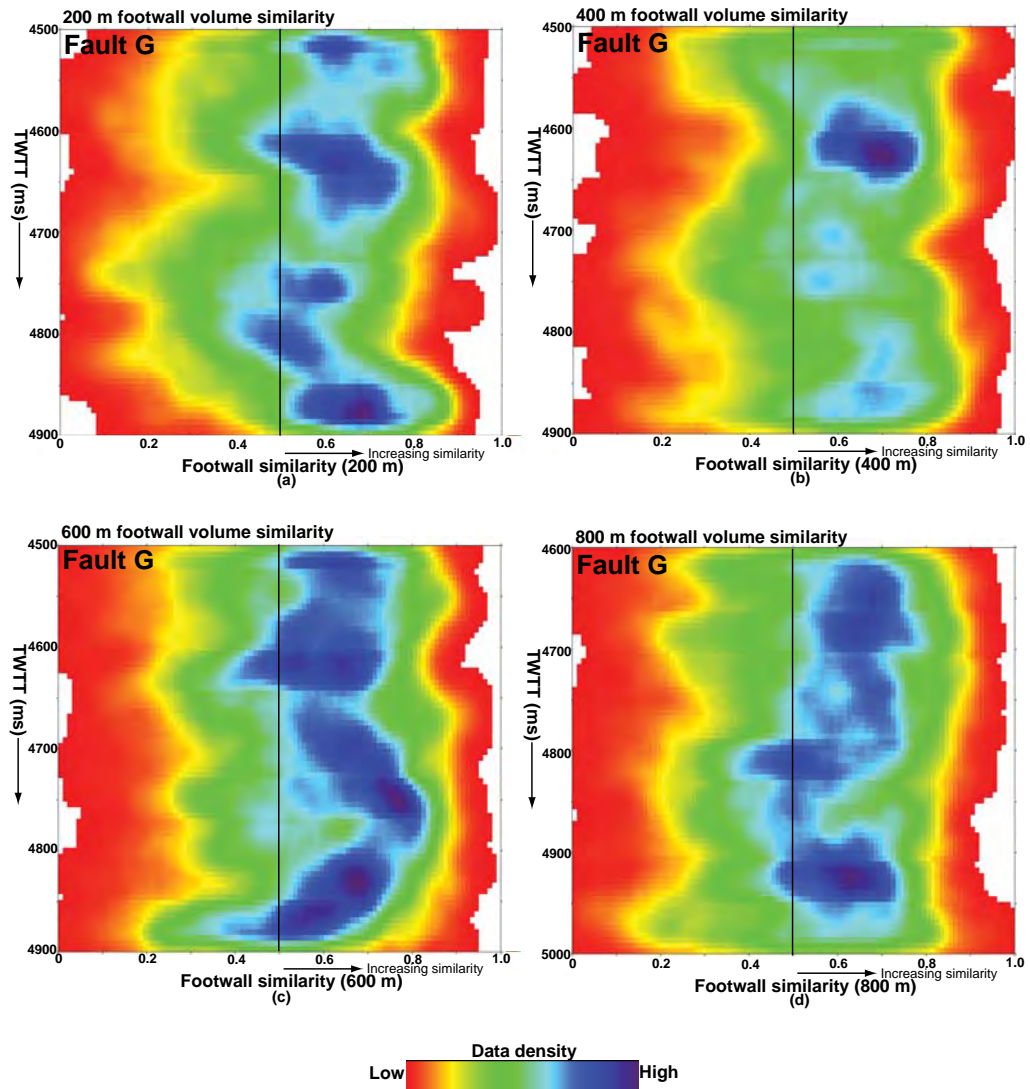 200 m footwall volume similarity
Fault G
4500
4600
4700
4800
4900
TWTT (ms)
0 0.2 0.4 0.6 0.8 1.0
Increasing similarity
Footwall similarity (200 m)
(a)
400 m footwall volume similarity
Fault G
4500
4600
4700
4800
4900
TWTT (ms)
0 0.2 0.4 0.6 0.8 1.0
Increasing similarity
Footwall similarity (400 m)
(b)
600 m footwall volume similarity
Fault G
4500
4600
4700
4800
4900
TWTT (ms)
0 0.2 0.4 0.6 0.8 1.0
Increasing similarity
Footwall similarity (600 m)
(c)
800 m footwall volume similarity
Fault G
4600
4700
4800
4900
5000
TWTT (ms)
0 0.2 0.4 0.6 0.8 1.0
Increasing similarity
Footwall similarity (800 m)
(d)
Data density
Low High